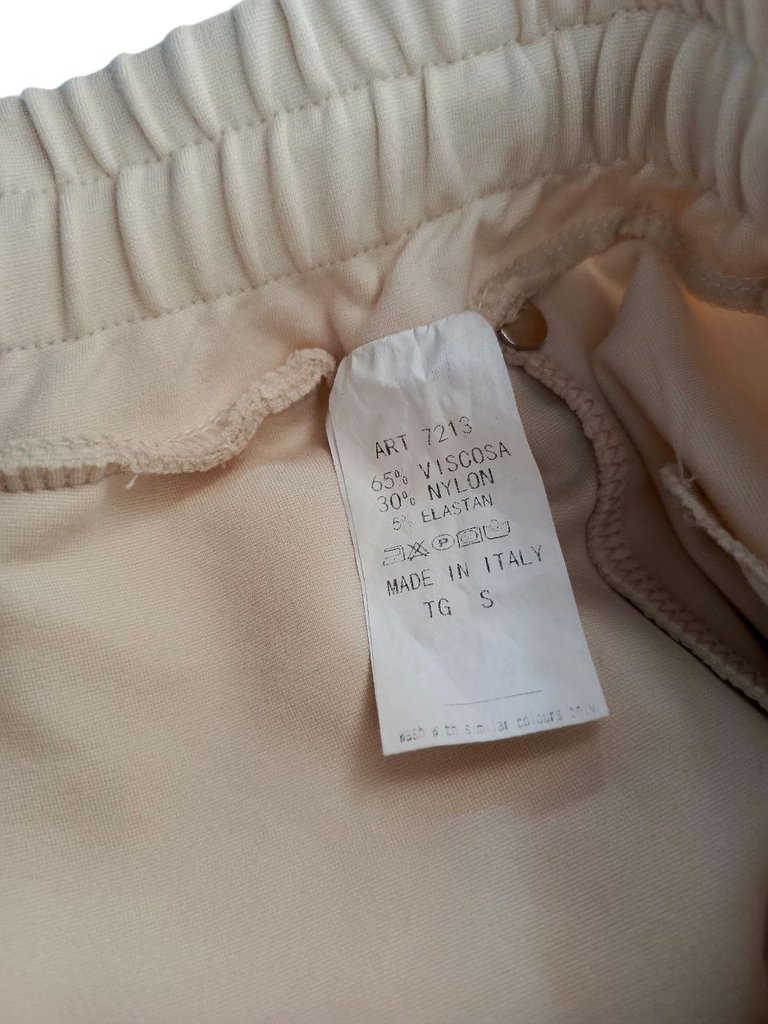 ART 7213
65% VISCOSA
30% NYLON
5% ELASTAN
P
MADE IN ITALY
TG S
wash with similar colours only